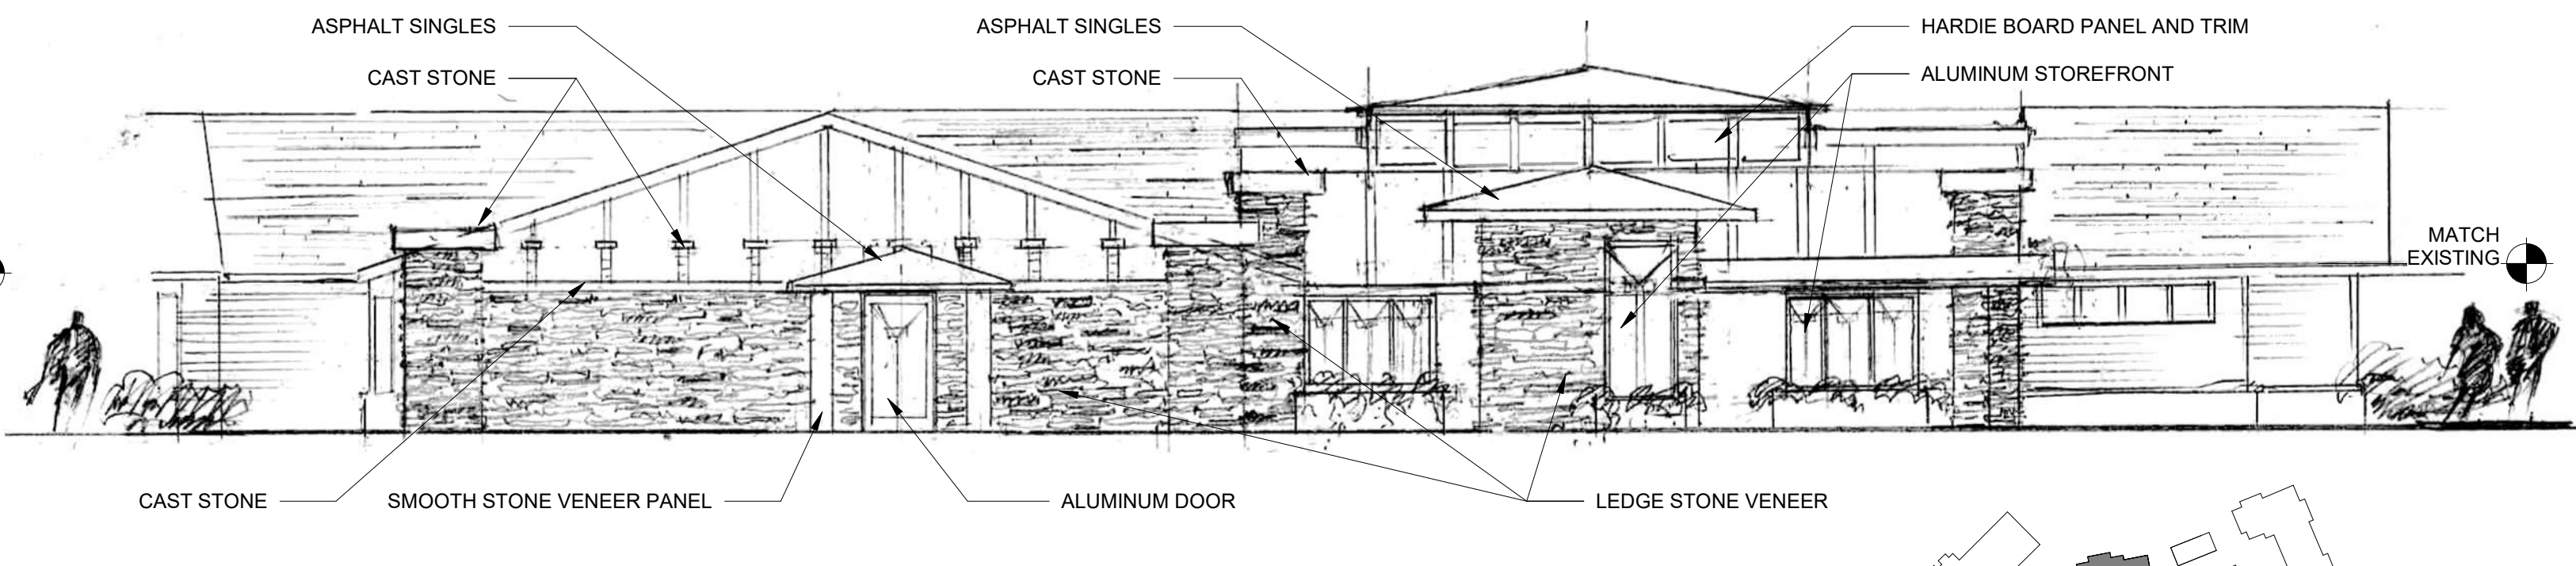 ASPHALT SINGLES
ASPHALT SINGLES
HARDIE BOARD PANEL AND TRIM
CAST STONE
CAST STONE
ALUMINUM STOREFRONT
MATCH
EXISTING
CAST STONE
SMOOTH STONE VENEER PANEL
ALUMINUM DOOR
LEDGE STONE VENEER